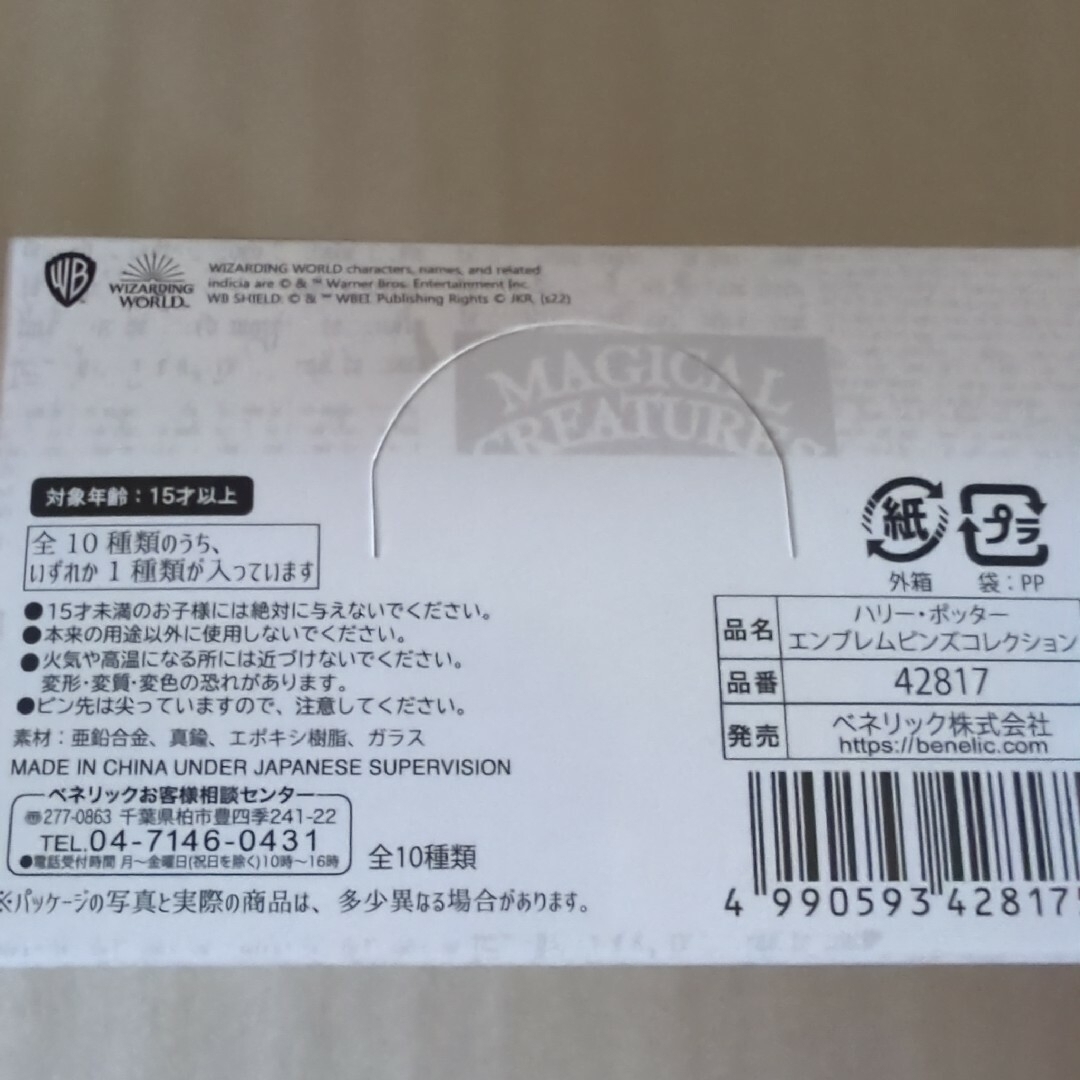 WB
WIZARDING
WORLD™
WIZARDING WORLD characters, names, and related
indicia are © & ™ Warner Bros. Entertainment Inc.
WB SHIELD: © & ™ WBEI. Publishing Rights © JKR. (s22)
MAGICAL
CREATURES
対象年齢：15才以上
全 10 種類のうち、
いずれか 1 種類が入っています
●15才未満のお子様には絶対に与えないでください。
●本来の用途以外に使用しないでください。
●火気や高温になる所には近づけないでください。
変形・変質・変色の恐れがあります。
●ピン先は尖っていますので、注意してください。
素材：亜鉛合金、真鍮、エポキシ樹脂、ガラス
MADE IN CHINA UNDER JAPANESE SUPERVISION
ベネリックお客様相談センター
〠277-0863 千葉県柏市豊四季241-22
TEL.04-7146-0431
●電話受付時間 月～金曜日(祝日を除く)10時～16時
全10種類
※パッケージの写真と実際の商品は、多少異なる場合があります。
紙
プラ
外箱
袋：PP
品名
ハリー・ポッター
エンブレムピンズコレクション
品番
42817
発売
ベネリック株式会社
https://benelic.com
4 990593 428175